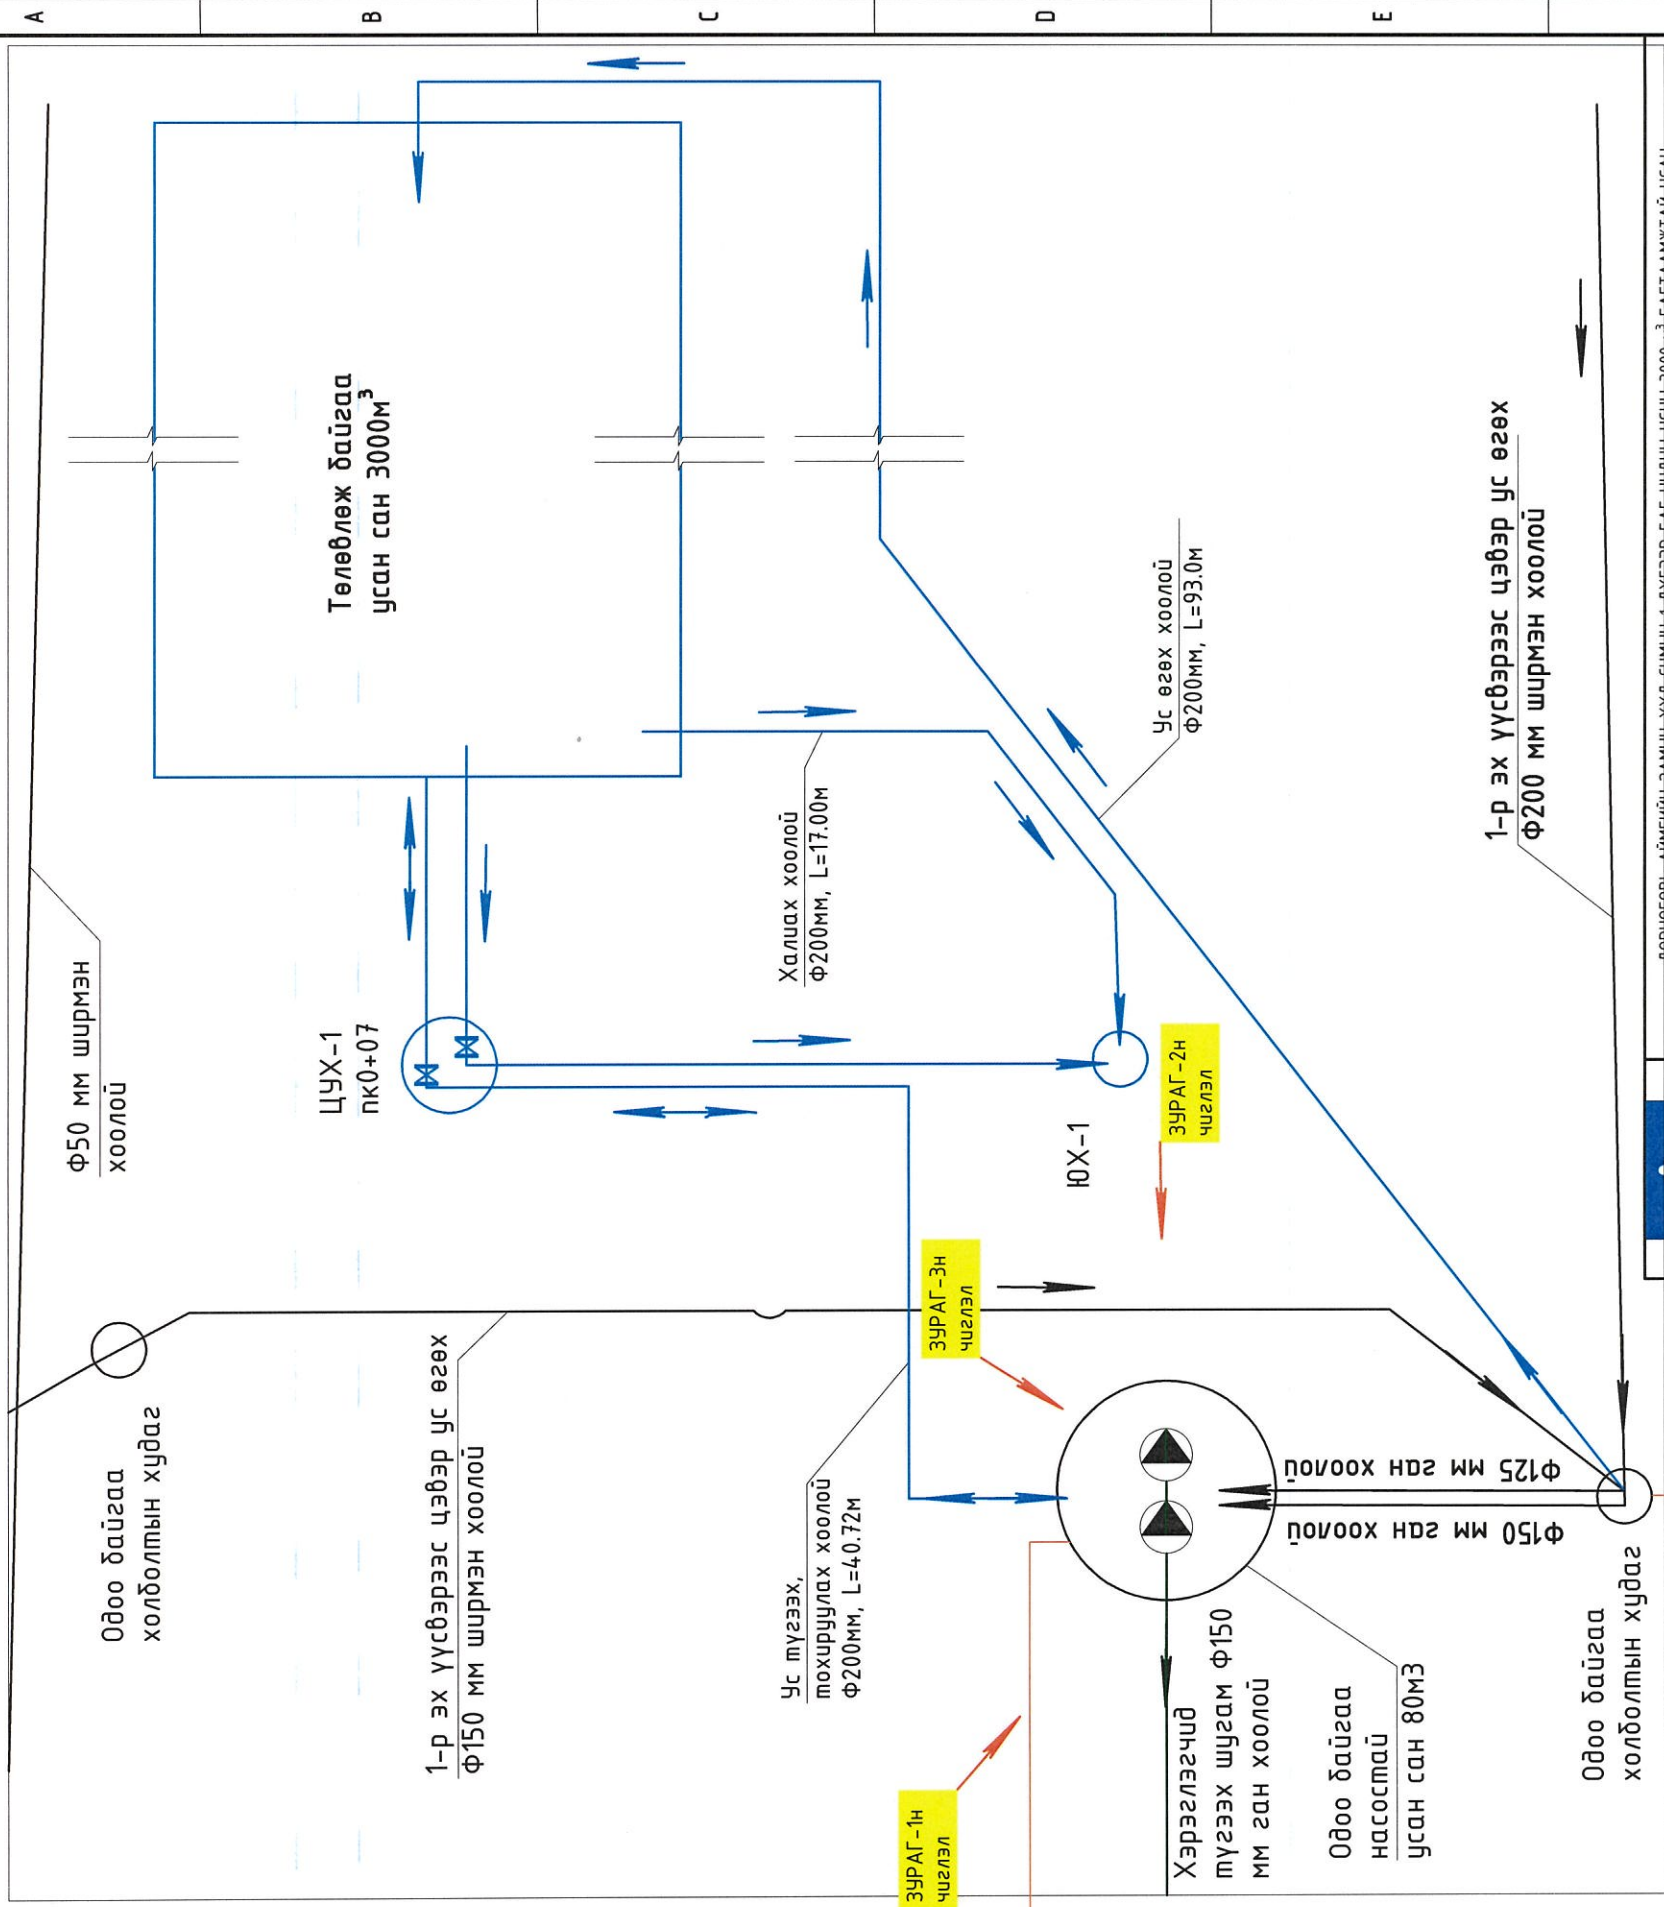 A
B
C
D
E
Ф50 мм ширмэн
хоолой
Төлөвлөж байгаа
усан сан 3000м³
ЦУХ-1
пк0+07
Халиах хоолой
Ф200мм, L=17.00м
Ус өгөх хоолой
Ф200мм, L=93.0м
1-р эх үүсвэрээс цэвэр ус өгөх
Ф200 мм ширмэн хоолой
ЮХ-1
ЗУРАГ-2н
чиглэл
ЗУРАГ-3н
чиглэл
Одоо байгаа
холболтын худаг
1-р эх үүсвэрээс цэвэр ус өгөх
Ф150 мм ширмэн хоолой
Ус түгээх,
тохируулах хоолой
Ф200мм, L=40.72м
Ф125 мм ган хоолой
Ф150 мм ган хоолой
ЗУРАГ-1н
чиглэл
Хэрэглэгчид
түгээх шугам Ф150
мм ган хоолой
Одоо байгаа
насостай
усан сан 80м3
Одоо байгаа
холболтын худаг